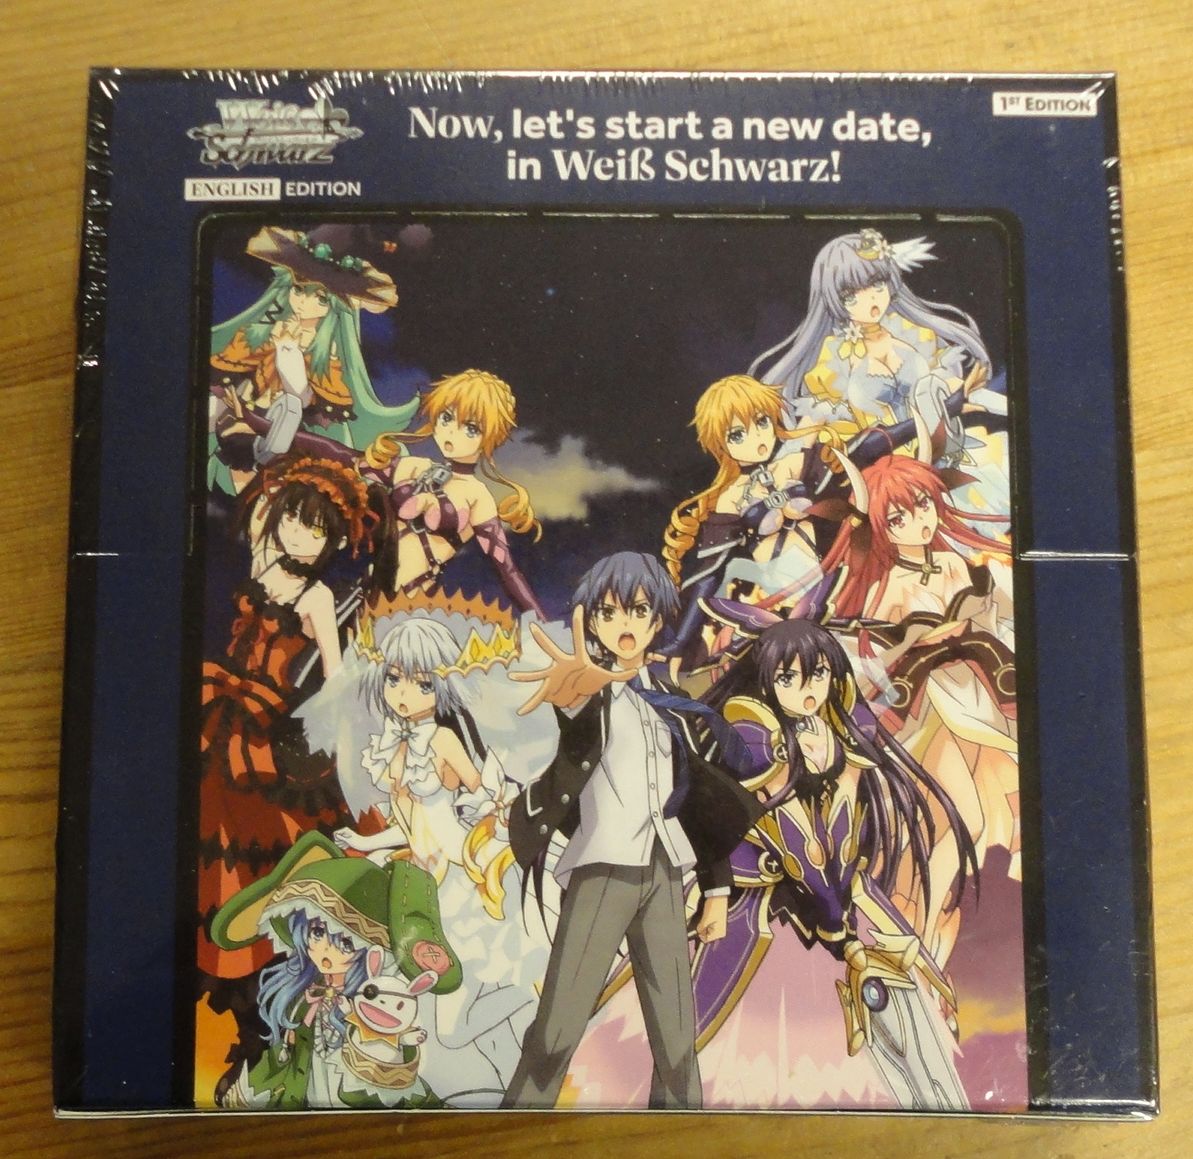 Weiß
Schwarz
ENGLISH EDITION
Now, let's start a new date,
in Weiß Schwarz!
1ST EDITION